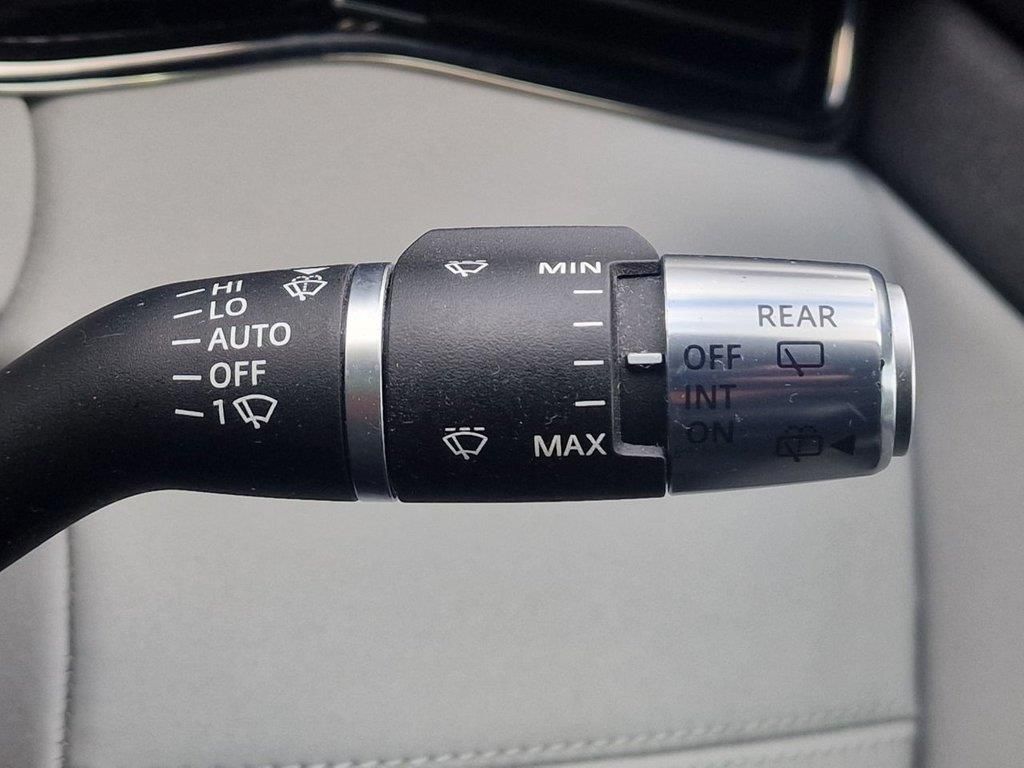 HI
LO
AUTO
OFF
1
MIN
MAX
REAR
OFF
INT
ON